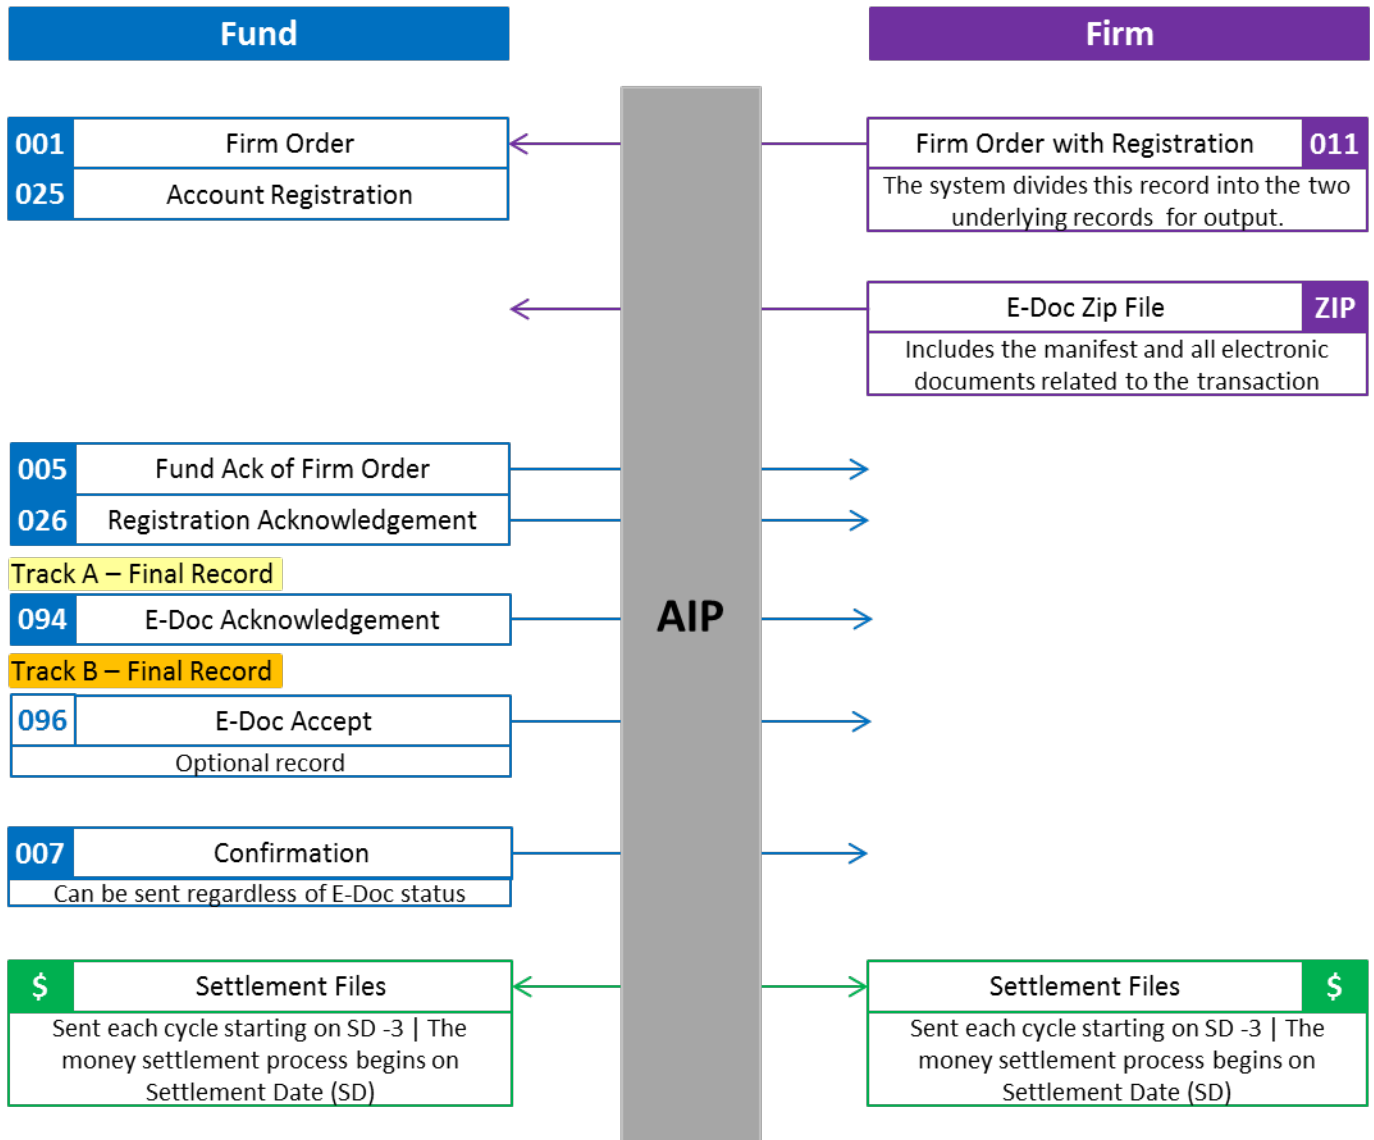 Fund
Firm
001 Firm Order
025 Account Registration
Firm Order with Registration 011
The system divides this record into the two
underlying records for output.
E-Doc Zip File ZIP
Includes the manifest and all electronic
documents related to the transaction
005 Fund Ack of Firm Order
026 Registration Acknowledgement
Track A – Final Record
094 E-Doc Acknowledgement
AIP
Track B – Final Record
096 E-Doc Accept
Optional record
007 Confirmation
Can be sent regardless of E-Doc status
$ Settlement Files
Sent each cycle starting on SD -3 | The
money settlement process begins on
Settlement Date (SD)
Settlement Files $
Sent each cycle starting on SD -3 | The
money settlement process begins on
Settlement Date (SD)